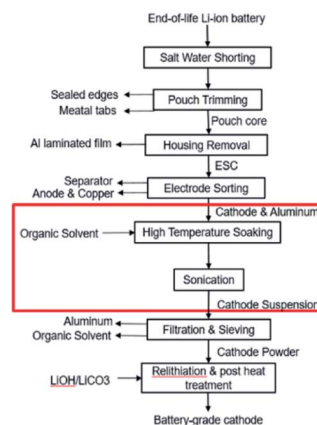 End-of-life Li-ion battery
Salt Water Shorting
Sealed edges
Meatal tabs
Pouch Trimming
Pouch core
Al laminated film
Housing Removal
ESC
Separator
Anode & Copper
Electrode Sorting
Cathode & Aluminum
Organic Solvent
High Temperature Soaking
Sonication
Cathode Suspension
Aluminum
Organic Solvent
Filtration & Sieving
Cathode Powder
LiOH/LiCO3
Relithiation & post heat
treatment
Battery-grade cathode